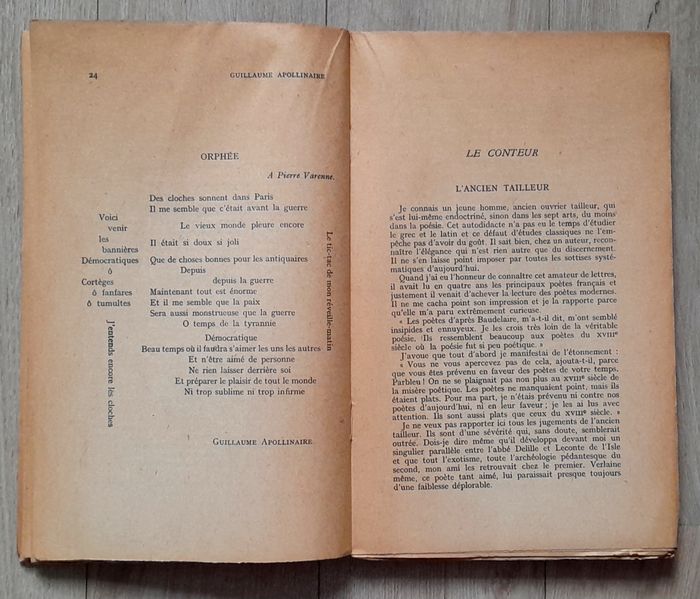 24
GUILLAUME APOLLINAIRE
ORPHÉE
A Pierre Varenne.
Voici
venir
les
bannières
Démocratiques
ô
Cortèges
ô fanfares
ô tumultes
J'entends encore les cloches
Des cloches sonnent dans Paris
Il me semble que c'était avant la guerre
Le vieux monde pleure encore
Il était si doux si joli
Que de choses bonnes pour les antiquaires
Depuis
depuis la guerre
Maintenant tout est énorme
Et il me semble que la paix
Sera aussi monstrueuse que la guerre
O temps de la tyrannie
Démocratique
Beau temps où il faudra s'aimer les uns les autres
Et n'être aimé de personne
Ne rien laisser derrière soi
Et préparer le plaisir de tout le monde
Ni trop sublime ni trop infirme
Le tic-tac de mon réveille-matin
GUILLAUME APOLLINAIRE
LE CONTEUR
L'ANCIEN TAILLEUR
Je connais un jeune homme, ancien ouvrier tailleur, qui
s'est lui-même endoctriné, sinon dans les sept arts, du moins
dans la poésie. Cet autodidacte n'a pas eu le temps d'étudier
le grec et le latin et ce défaut d'études classiques ne l'em-
pêche pas d'avoir du goût. Il sait bien, chez un auteur, recon-
naître l'élégance qui n'est rien autre que du discernement.
Il ne s'en laisse point imposer par toutes les sottises systé-
matiques d'aujourd'hui.
Quand j'ai eu l'honneur de connaître cet amateur de lettres,
il avait lu en quatre ans les principaux poètes français et
justement il venait d'achever la lecture des poètes modernes.
Il ne me cacha point son impression et je la rapporte parce
qu'elle m'a paru extrêmement curieuse.
« Les poètes d'après Baudelaire, m'a-t-il dit, m'ont semblé
insipides et ennuyeux. Je les crois très loin de la véritable
poésie. Ils ressemblent beaucoup aux poètes du XVIIIe
siècle où la poésie fut si peu poétique. »
J'avoue que tout d'abord je manifestai de l'étonnement :
« Vous ne vous apercevez pas de cela, ajouta-t-il, parce
que vous êtes prévenu en faveur des poètes de votre temps.
Parbleu ! On ne se plaignait pas non plus au XVIIIe siècle de
la misère poétique. Les poètes ne manquaient point, mais ils
étaient plats. Pour ma part, je n'étais prévenu ni contre nos
poètes d'aujourd'hui, ni en leur faveur ; je les ai lus avec
attention. Ils sont aussi plats que ceux du XVIIIe siècle. »
Je ne veux pas rapporter ici tous les jugements de l'ancien
tailleur. Ils sont d'une sévérité qui, sans doute, semblerait
outrée. Dois-je dire même qu'il développa devant moi un
singulier parallèle entre l'abbé Delille et Leconte de l'Isle
et que tout l'exotisme, toute l'archéologie pédantesque du
second, mon ami les retrouvait chez le premier. Verlaine
même, ce poète tant aimé, lui paraissait presque toujours
d'une faiblesse déplorable.